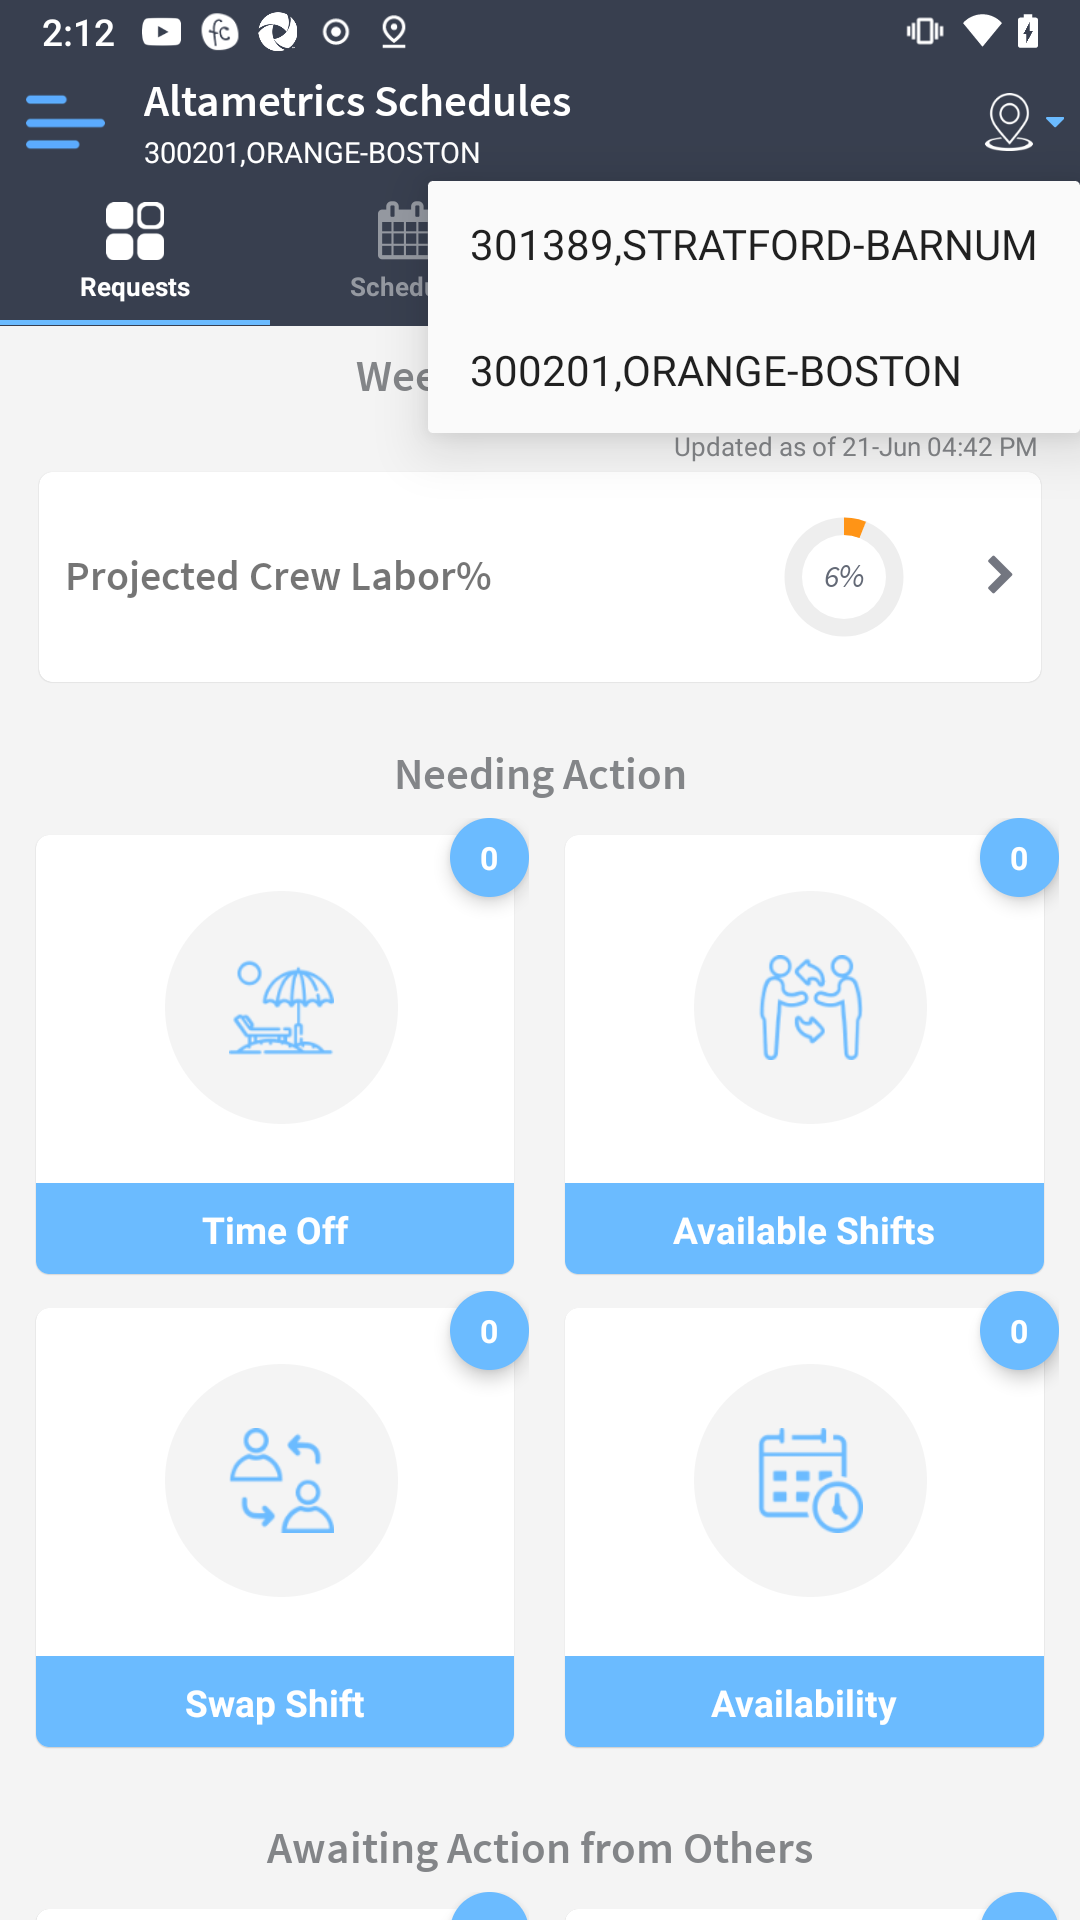 2:12
Altametrics Schedules
300201,ORANGE-BOSTON
301389,STRATFORD-BARNUM
300201,ORANGE-BOSTON
Requests
Updated as of 21-Jun 04:42 PM
Projected Crew Labor%
6%
Needing Action
0
0
Time Off
Available Shifts
0
0
Swap Shift
Availability
Awaiting Action from Others